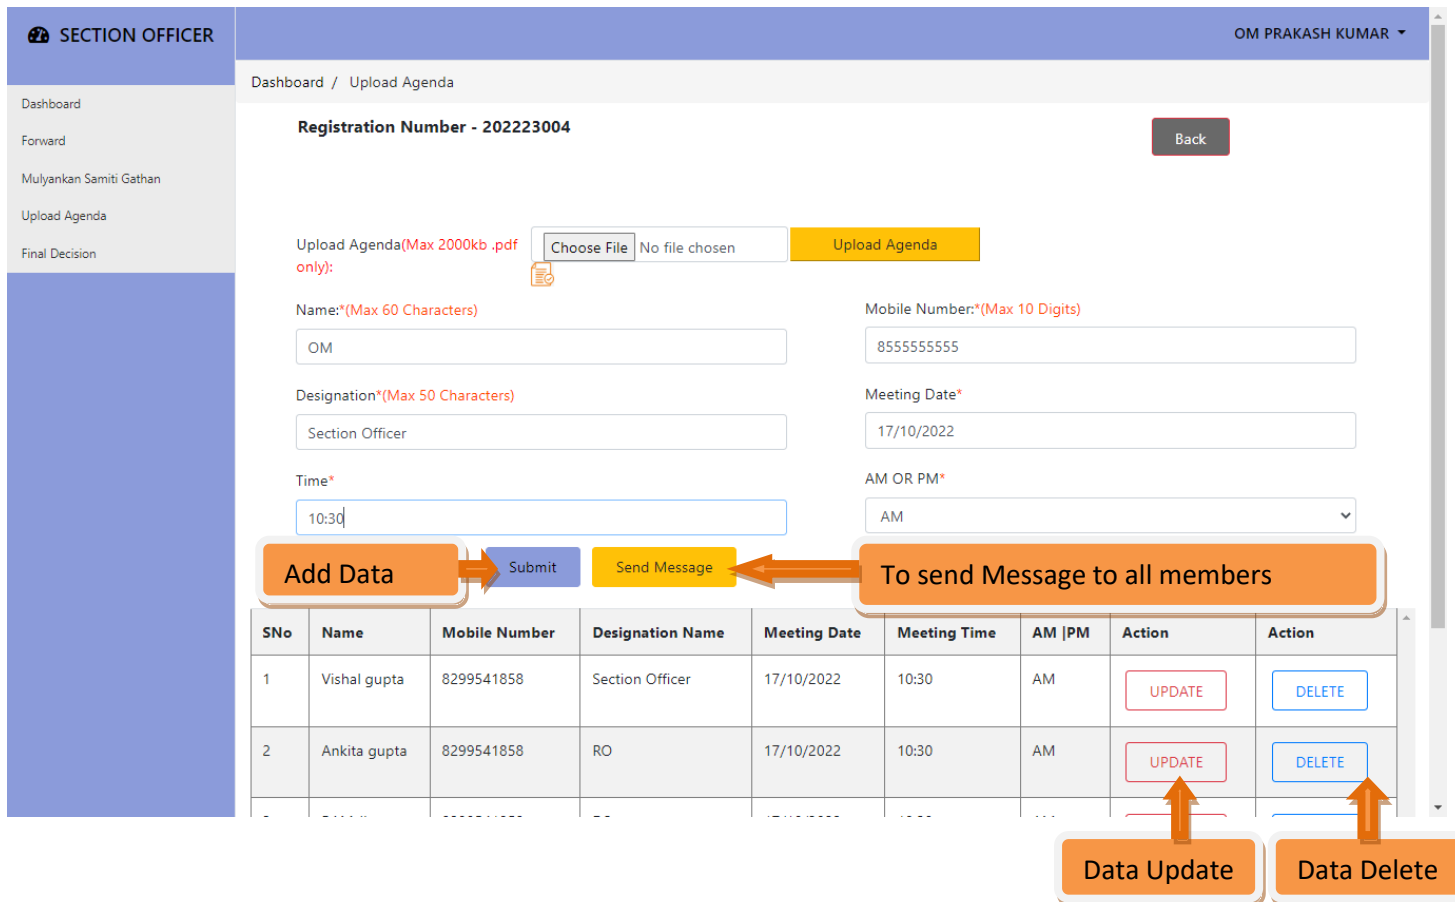 SECTION OFFICER
OM PRAKASH KUMAR
Dashboard / Upload Agenda
Dashboard
Forward
Mulyankan Samiti Gathan
Upload Agenda
Final Decision
Registration Number - 202223004
Back
Upload Agenda(Max 2000kb .pdf only):
Choose File No file chosen
Upload Agenda
Name:*(Max 60 Characters)
Mobile Number:*(Max 10 Digits)
OM
8555555555
Designation*(Max 50 Characters)
Meeting Date*
Section Officer
17/10/2022
Time*
AM OR PM*
10:30
AM
Add Data
Submit
Send Message
To send Message to all members
SNo Name Mobile Number Designation Name Meeting Date Meeting Time AM |PM Action Action
1 Vishal gupta 8299541858 Section Officer 17/10/2022 10:30 AM UPDATE DELETE
2 Ankita gupta 8299541858 RO 17/10/2022 10:30 AM UPDATE DELETE
Data Update
Data Delete